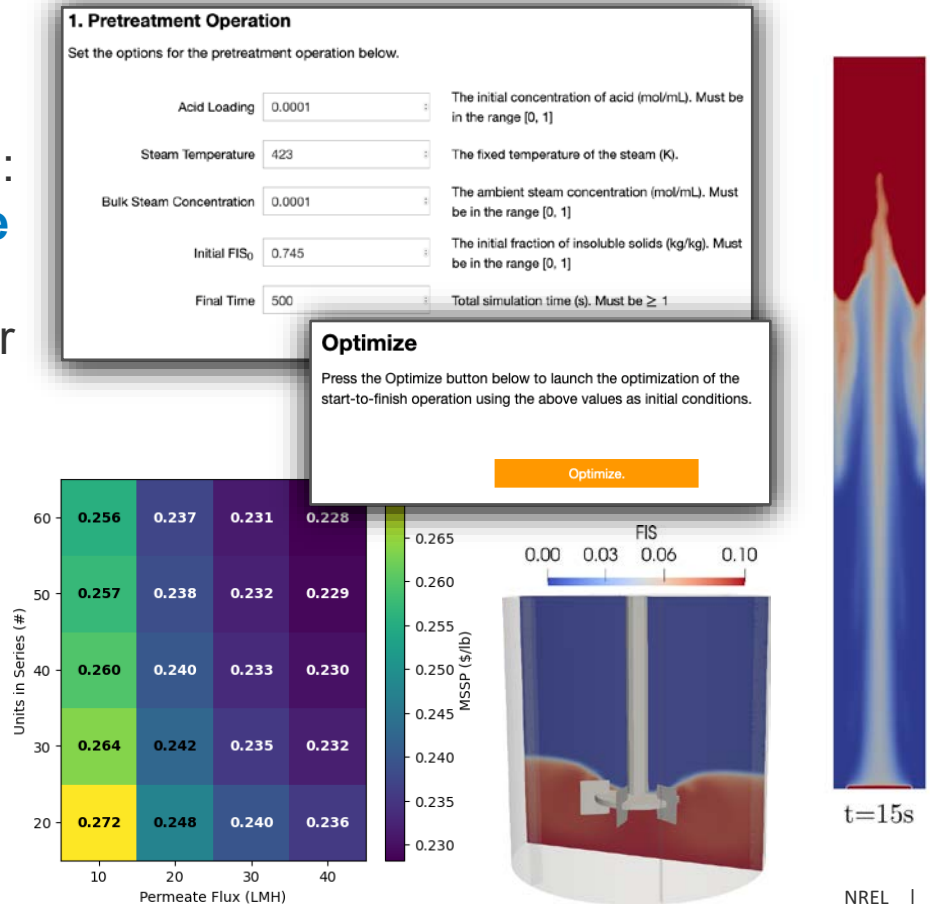 1. Pretreatment Operation
Set the options for the pretreatment operation below.
Acid Loading 0.0001 The initial concentration of acid (mol/mL). Must be
in the range [0, 1]
Steam Temperature 423 The fixed temperature of the steam (K).
Bulk Steam Concentration 0.0001 The ambient steam concentration (mol/mL). Must
be in the range [0, 1]
Initial FIS₀ 0.745 The initial fraction of insoluble solids (kg/kg). Must
be in the range [0, 1]
Final Time 500 Total simulation time (s). Must be ≥ 1
:
e
r
Optimize
Press the Optimize button below to launch the optimization of the
start-to-finish operation using the above values as initial conditions.
Optimize.
Units in Series (#)
60 0.256 0.237 0.231 0.228
50 0.257 0.238 0.232 0.229
40 0.260 0.240 0.233 0.230
30 0.264 0.242 0.235 0.232
20 0.272 0.248 0.240 0.236
10 20 30 40
Permeate Flux (LMH)
0.265
0.260
0.255
0.250
0.245
0.240
0.235
0.230
MSSP ($/lb)
FIS
0.00 0.03 0.06 0.10
t=15s
NREL |